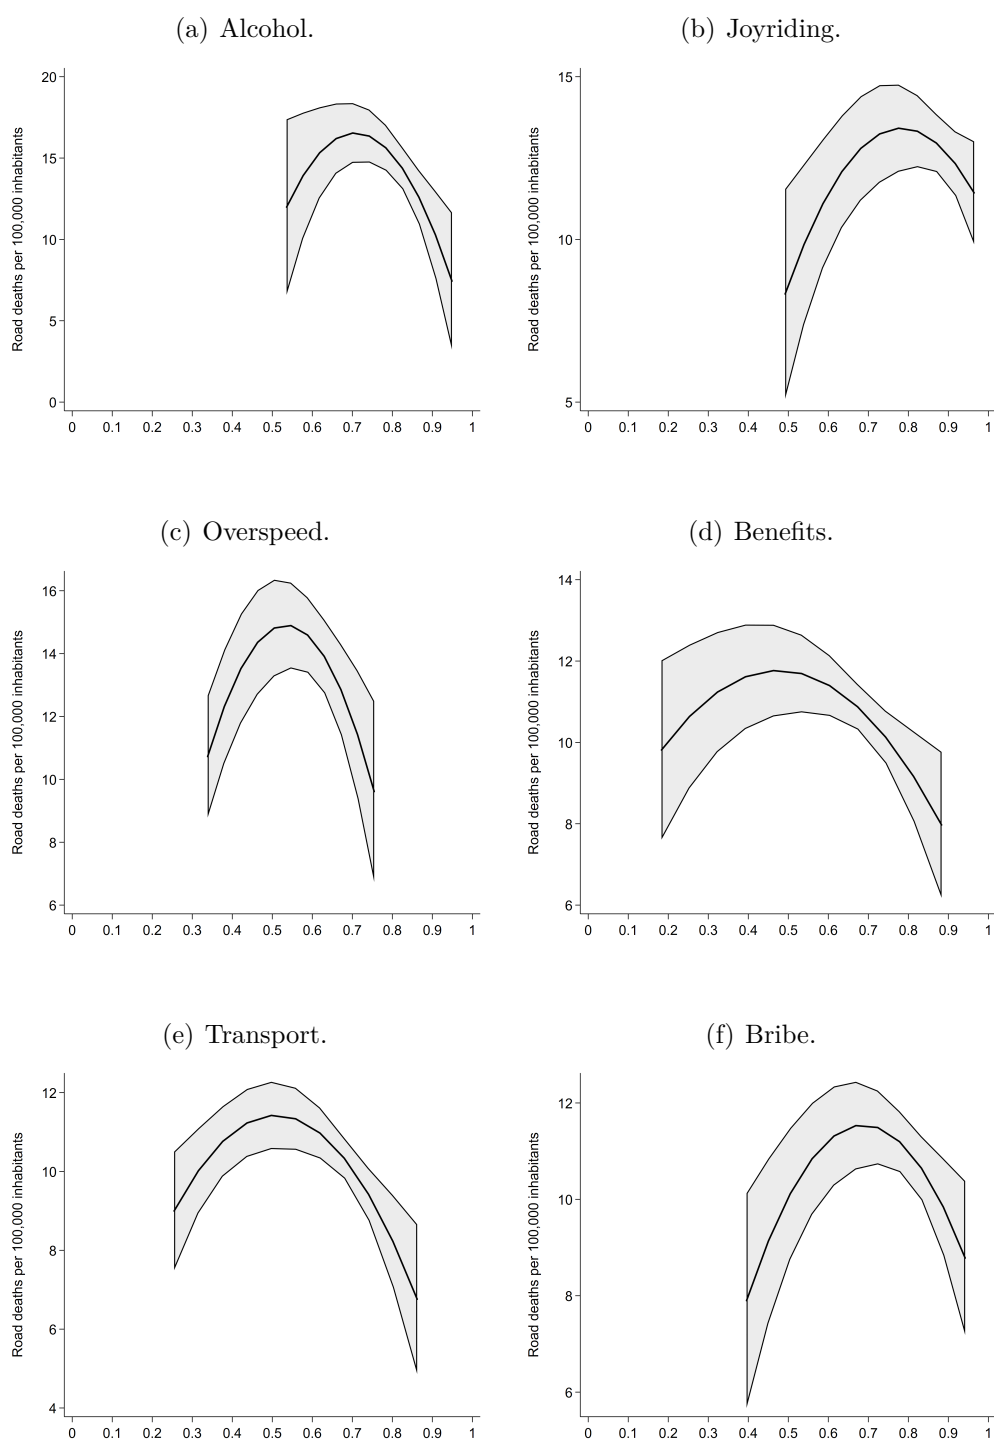 (a) Alcohol.
Road deaths per 100,000 inhabitants
20
15
10
5
0
0 0.1 0.2 0.3 0.4 0.5 0.6 0.7 0.8 0.9 1
(b) Joyriding.
Road deaths per 100,000 inhabitants
15
10
5
0 0.1 0.2 0.3 0.4 0.5 0.6 0.7 0.8 0.9 1
(c) Overspeed.
Road deaths per 100,000 inhabitants
16
14
12
10
8
6
0 0.1 0.2 0.3 0.4 0.5 0.6 0.7 0.8 0.9 1
(d) Benefits.
Road deaths per 100,000 inhabitants
14
12
10
8
6
0 0.1 0.2 0.3 0.4 0.5 0.6 0.7 0.8 0.9 1
(e) Transport.
Road deaths per 100,000 inhabitants
12
10
8
6
4
0 0.1 0.2 0.3 0.4 0.5 0.6 0.7 0.8 0.9 1
(f) Bribe.
Road deaths per 100,000 inhabitants
12
10
8
6
0 0.1 0.2 0.3 0.4 0.5 0.6 0.7 0.8 0.9 1